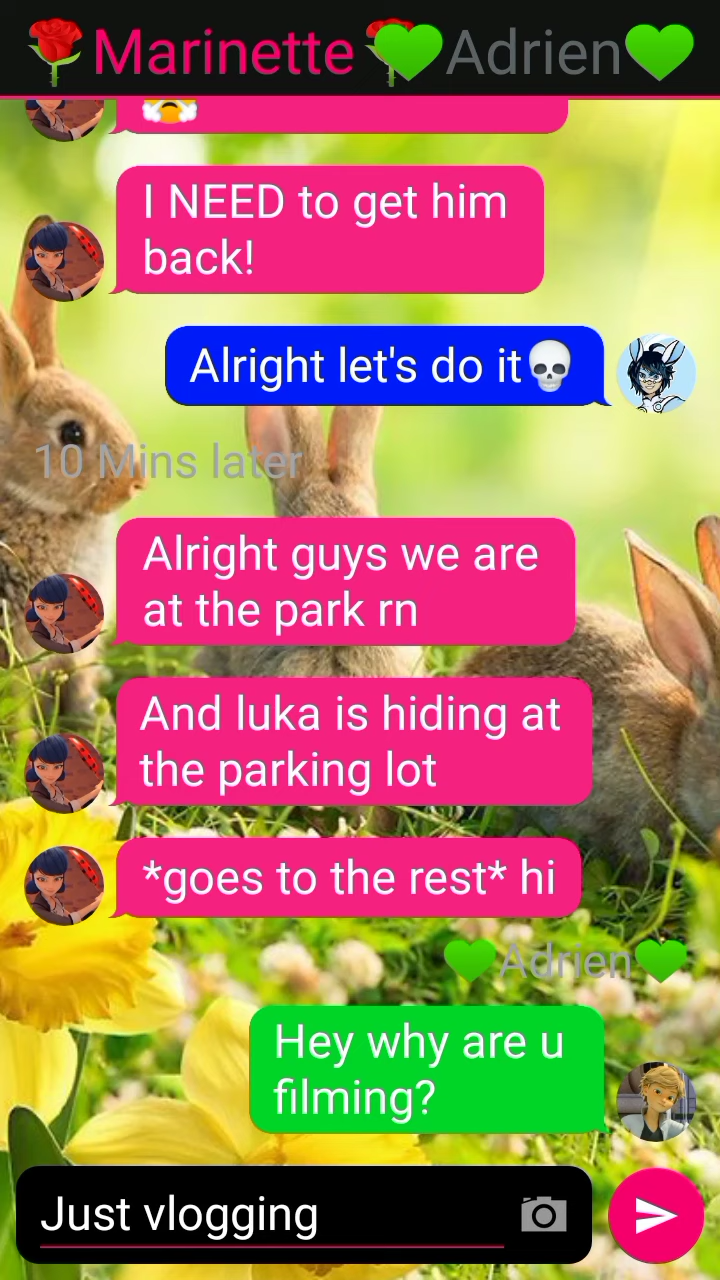 🌹Marinette🌹💚Adrien💚
I NEED to get him
back!
Alright let's do it💀
10 Mins later
Alright guys we are
at the park rn
And luka is hiding at
the parking lot
*goes to the rest* hi
💚Adrien💚
Hey why are u
filming?
Just vlogging